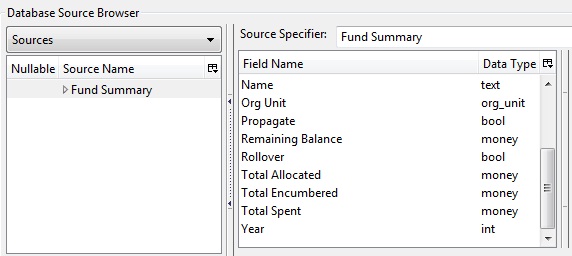 Database Source Browser
Sources
Nullable Source Name
Fund Summary
Source Specifier: Fund Summary
Field Name Data Type
Name text
Org Unit org_unit
Propagate bool
Remaining Balance money
Rollover bool
Total Allocated money
Total Encumbered money
Total Spent money
Year int